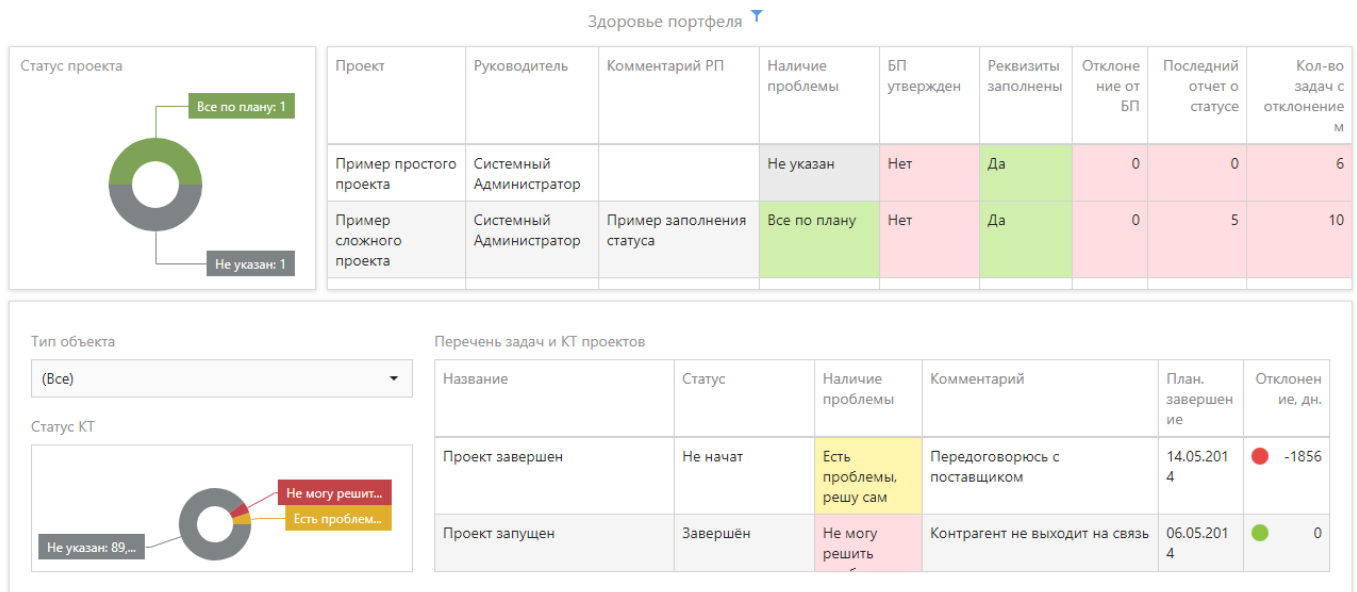 Здоровье портфеля
Статус проекта
Все по плану: 1
Не указан: 1
Проект
Руководитель
Комментарий РП
Наличие
проблемы
БП
утвержден
Реквизиты
заполнены
Отклоне
ние от
БП
Последний
отчет о
статусе
Кол-во
задач с
отклонение
м
Пример простого
проекта
Системный
Администратор
Не указан
Нет
Да
0
0
6
Пример
сложного
проекта
Системный
Администратор
Пример заполнения
статуса
Все по плану
Нет
Да
0
5
10
Тип объекта
(Все)
Статус КТ
Не могу решит...
Есть проблем...
Не указан: 89,...
Перечень задач и КТ проектов
Название
Статус
Наличие
проблемы
Комментарий
План.
завершен
ие
Отклонен
ие, дн.
Проект завершен
Не начат
Есть
проблемы,
решу сам
Передоговорюсь с
поставщиком
14.05.201
4
-1856
Проект запущен
Завершён
Не могу
решить
Контрагент не выходит на связь
06.05.201
4
0